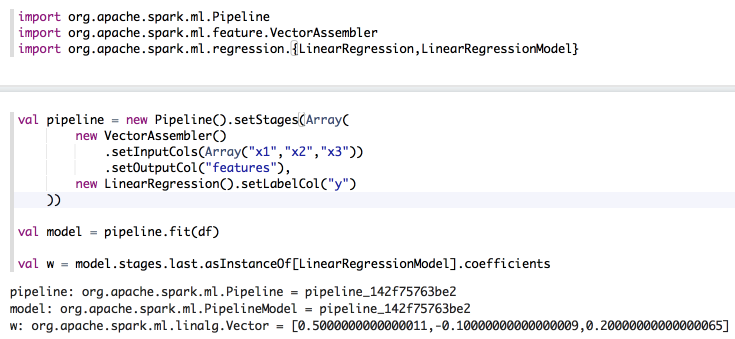 import org.apache.spark.ml.Pipeline
import org.apache.spark.ml.feature.VectorAssembler
import org.apache.spark.ml.regression.{LinearRegression,LinearRegressionModel}
val pipeline = new Pipeline().setStages(Array(
new VectorAssembler()
.setInputCols(Array("x1","x2","x3"))
.setOutputCol("features"),
new LinearRegression().setLabelCol("y")
))
val model = pipeline.fit(df)
val w = model.stages.last.asInstanceOf[LinearRegressionModel].coefficients
pipeline: org.apache.spark.ml.Pipeline = pipeline_142f75763be2
model: org.apache.spark.ml.PipelineModel = pipeline_142f75763be2
w: org.apache.spark.ml.linalg.Vector = [0.5000000000000011,-0.10000000000000009,0.20000000000000065]